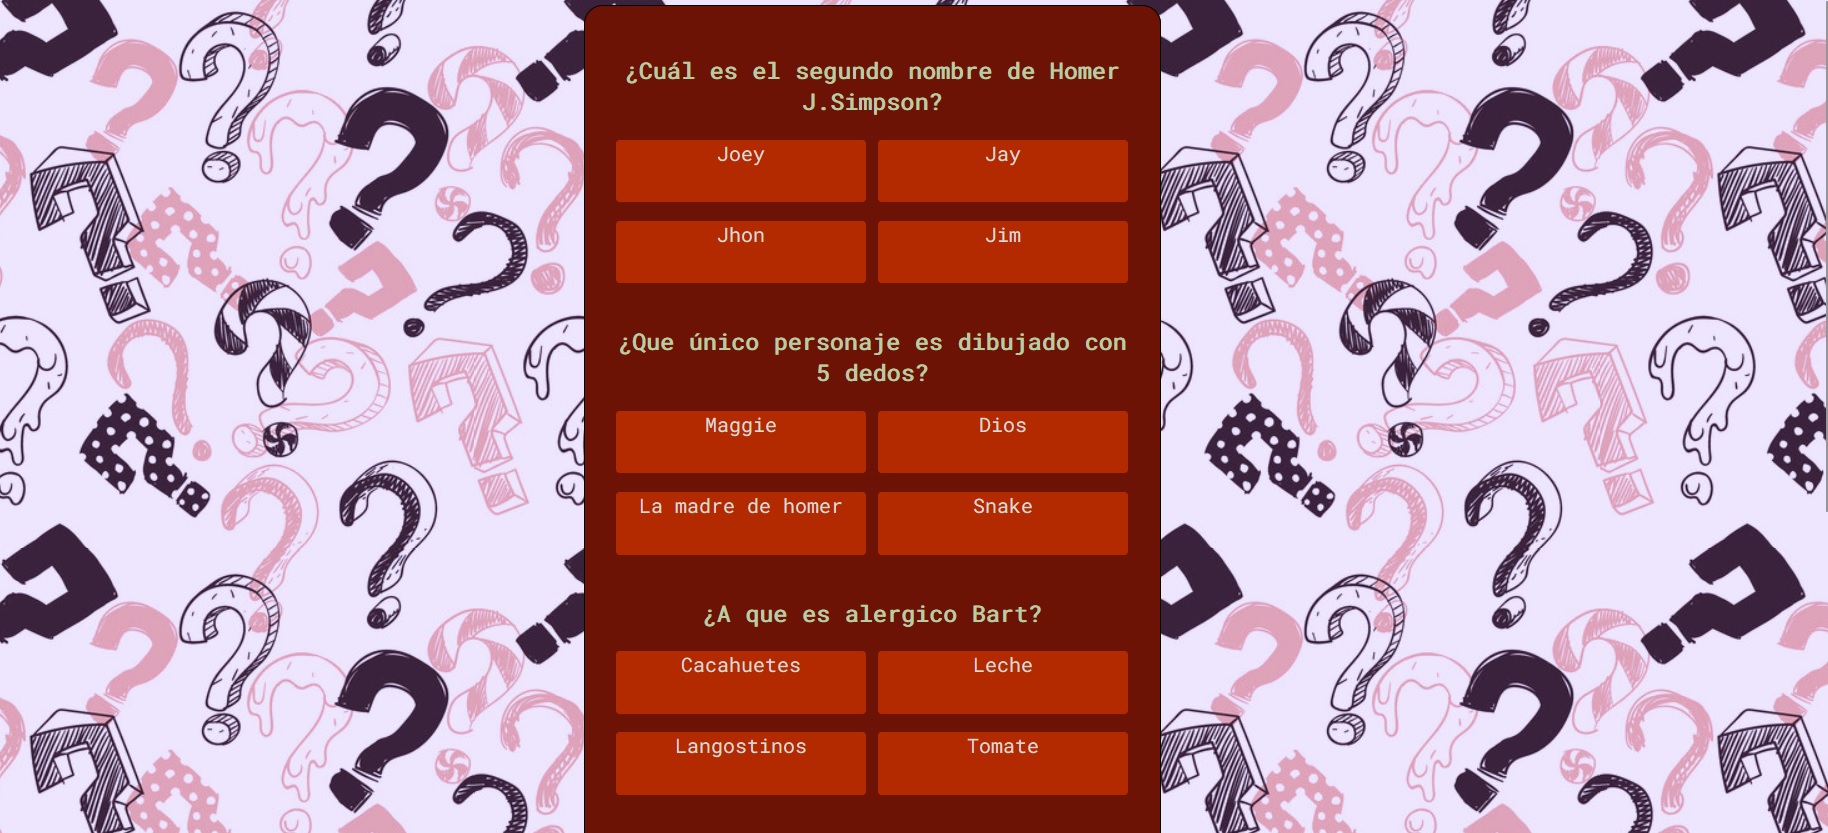 ¿Cuál es el segundo nombre de Homer
J.Simpson?
Joey
Jay
Jhon
Jim
¿Que único personaje es dibujado con
5 dedos?
Maggie
Dios
La madre de homer
Snake
¿A que es alergico Bart?
Cacahuetes
Leche
Langostinos
Tomate